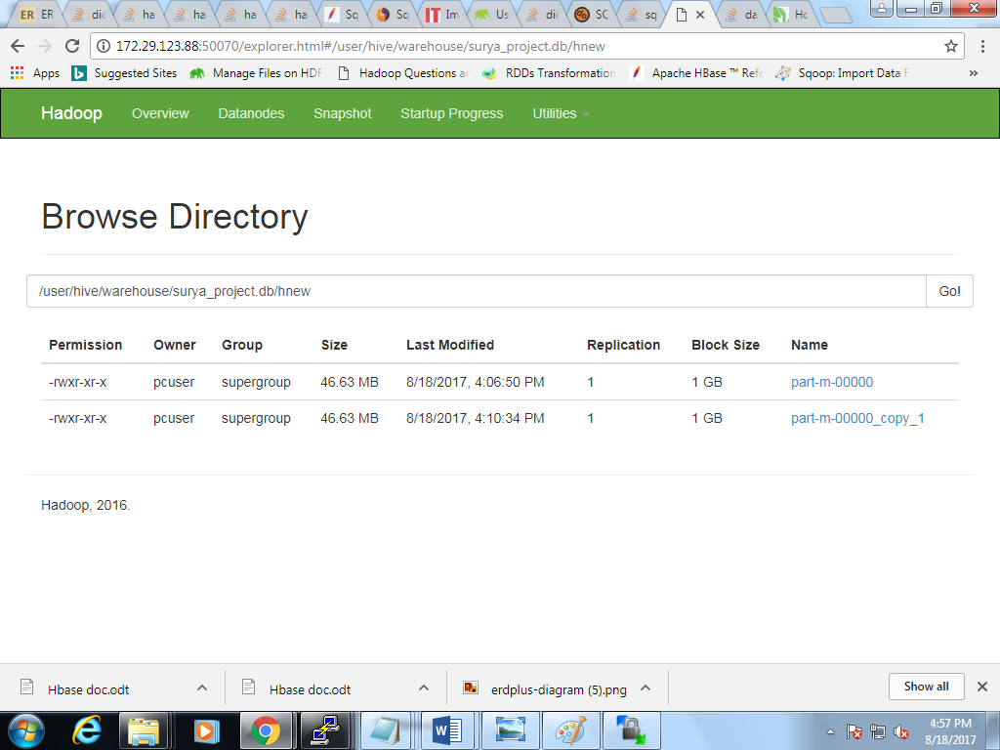 ER ER dic ha ha ha ha Sq Sq IT Im Us dic SC sq da Ho
172.29.123.88:50070/explorer.html#/user/hive/warehouse/surya_project.db/hnew
Apps Suggested Sites Manage Files on HDF Hadoop Questions an RDDs Transformation Apache HBase ™ Refe Sqoop: Import Data F »
Hadoop Overview Datanodes Snapshot Startup Progress Utilities
Browse Directory
/user/hive/warehouse/surya_project.db/hnew Go!
Permission Owner Group Size Last Modified Replication Block Size Name
-rwxr-xr-x pcuser supergroup 46.63 MB 8/18/2017, 4:06:50 PM 1 1 GB part-m-00000
-rwxr-xr-x pcuser supergroup 46.63 MB 8/18/2017, 4:10:34 PM 1 1 GB part-m-00000_copy_1
Hadoop, 2016.
Hbase doc.odt Hbase doc.odt erdplus-diagram (5).png Show all
4:57 PM
8/18/2017